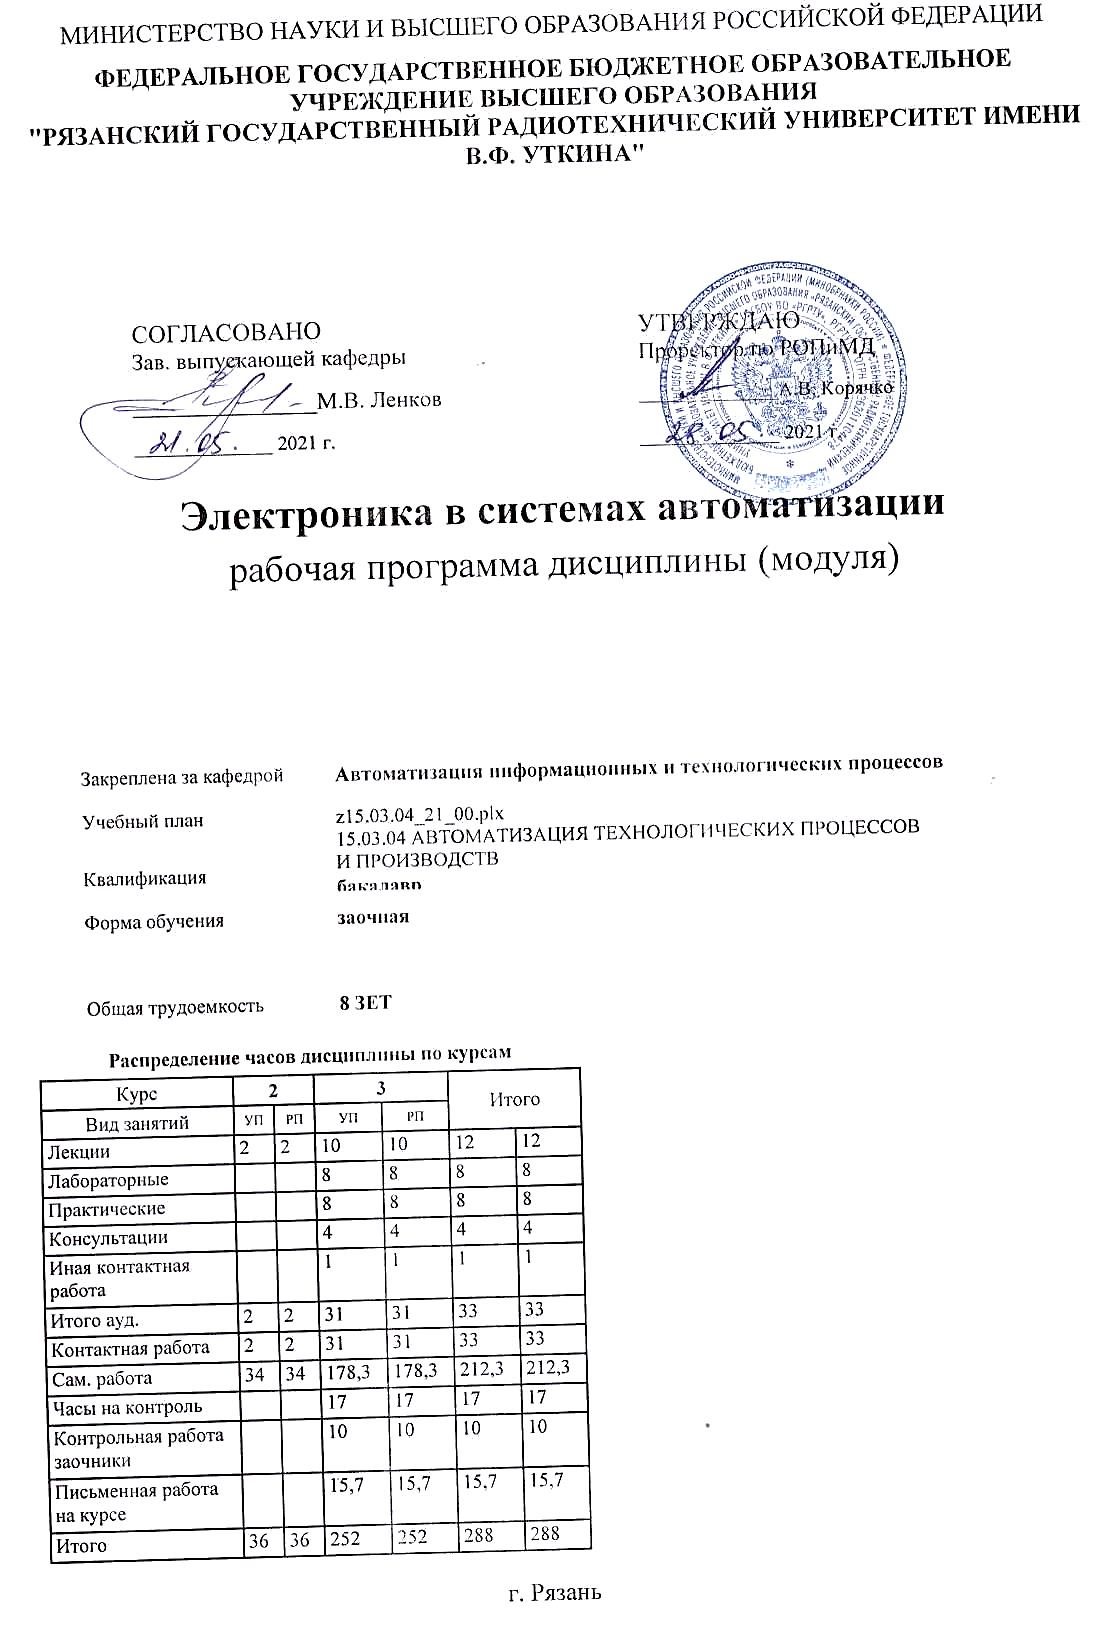 МИНИСТЕРСТВО НАУКИ И ВЫСШЕГО ОБРАЗОВАНИЯ РОССИЙСКОЙ ФЕДЕРАЦИИ
ФЕДЕРАЛЬНОЕ ГОСУДАРСТВЕННОЕ БЮДЖЕТНОЕ ОБРАЗОВАТЕЛЬНОЕ
УЧРЕЖДЕНИЕ ВЫСШЕГО ОБРАЗОВАНИЯ
"РЯЗАНСКИЙ ГОСУДАРСТВЕННЫЙ РАДИОТЕХНИЧЕСКИЙ УНИВЕРСИТЕТ ИМЕНИ
В.Ф. УТКИНА"
СОГЛАСОВАНО
Зав. выпускающей кафедры
М.В. Ленков
21.05. 2021 г.
УТВЕРЖДАЮ
Проректор по РОПиМД
А.В. Корячко
28 05 2021 г.
Электроника в системах автоматизации
рабочая программа дисциплины (модуля)
Закреплена за кафедрой Автоматизация информационных и технологических процессов
Учебный план z15.03.04_21_00.plx
15.03.04 АВТОМАТИЗАЦИЯ ТЕХНОЛОГИЧЕСКИХ ПРОЦЕССОВ
И ПРОИЗВОДСТВ
Квалификация бакалавр
Форма обучения заочная
Общая трудоемкость 8 ЗЕТ
Распределение часов дисциплины по курсам
Курс 2 3 Итого
Вид занятий УП РП УП РП
Лекции 2 2 10 10 12 12
Лабораторные 8 8 8 8
Практические 8 8 8 8
Консультации 4 4 4 4
Иная контактная
работа 1 1 1 1
Итого ауд. 2 2 31 31 33 33
Контактная работа 2 2 31 31 33 33
Сам. работа 34 34 178,3 178,3 212,3 212,3
Часы на контроль 17 17 17 17
Контрольная работа
заочники 10 10 10 10
Письменная работа
на курсе 15,7 15,7 15,7 15,7
Итого 36 36 252 252 288 288
г. Рязань